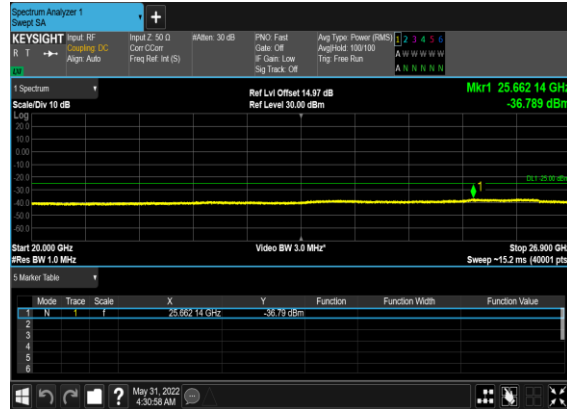 Spectrum Analyzer 1
Swept SA
+
KEYSIGHT Input: RF Input Z: 50 Ω #Atten: 30 dB PNO: Fast Avg Type: Power (RMS) 1 2 3 4 5 6
R T Coupling: DC Corr CCorr Gate: Off Avg|Hold: 100/100 A W W W W W
Align: Auto Freq Ref: Int (S) IF Gain: Low Trig: Free Run
Sig Track: Off A N N N N N
1 Spectrum Ref Lvl Offset 14.97 dB Mkr1 25.662 14 GHz
Scale/Div 10 dB Ref Level 30.00 dBm -36.789 dBm
Log
20.0
10.0
0.00
-10.0
-20.0
DL1 -25.00 dBm
1
-30.0
-40.0
-50.0
-60.0
Start 20.000 GHz Video BW 3.0 MHz* Stop 26.900 GHz
#Res BW 1.0 MHz Sweep ~15.2 ms (40001 pts)
5 Marker Table
Mode Trace Scale X Y Function Function Width Function Value
1 N 1 f 25.662 14 GHz -36.79 dBm
2
3
4
5
6
? May 31, 2022
4:30:58 AM